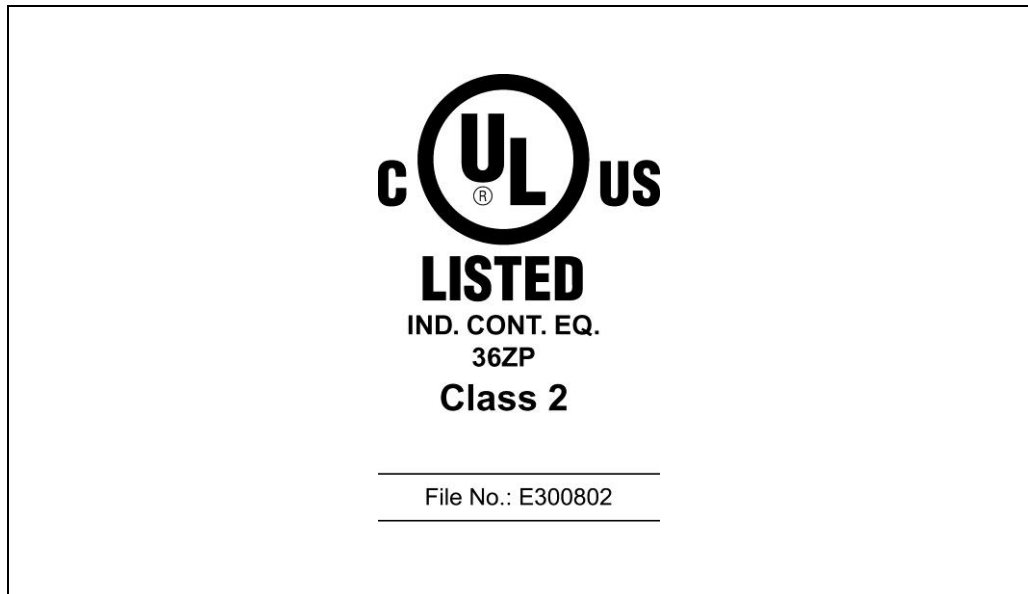 C UL US
®
LISTED
IND. CONT. EQ.
36ZP
Class 2
File No.: E300802